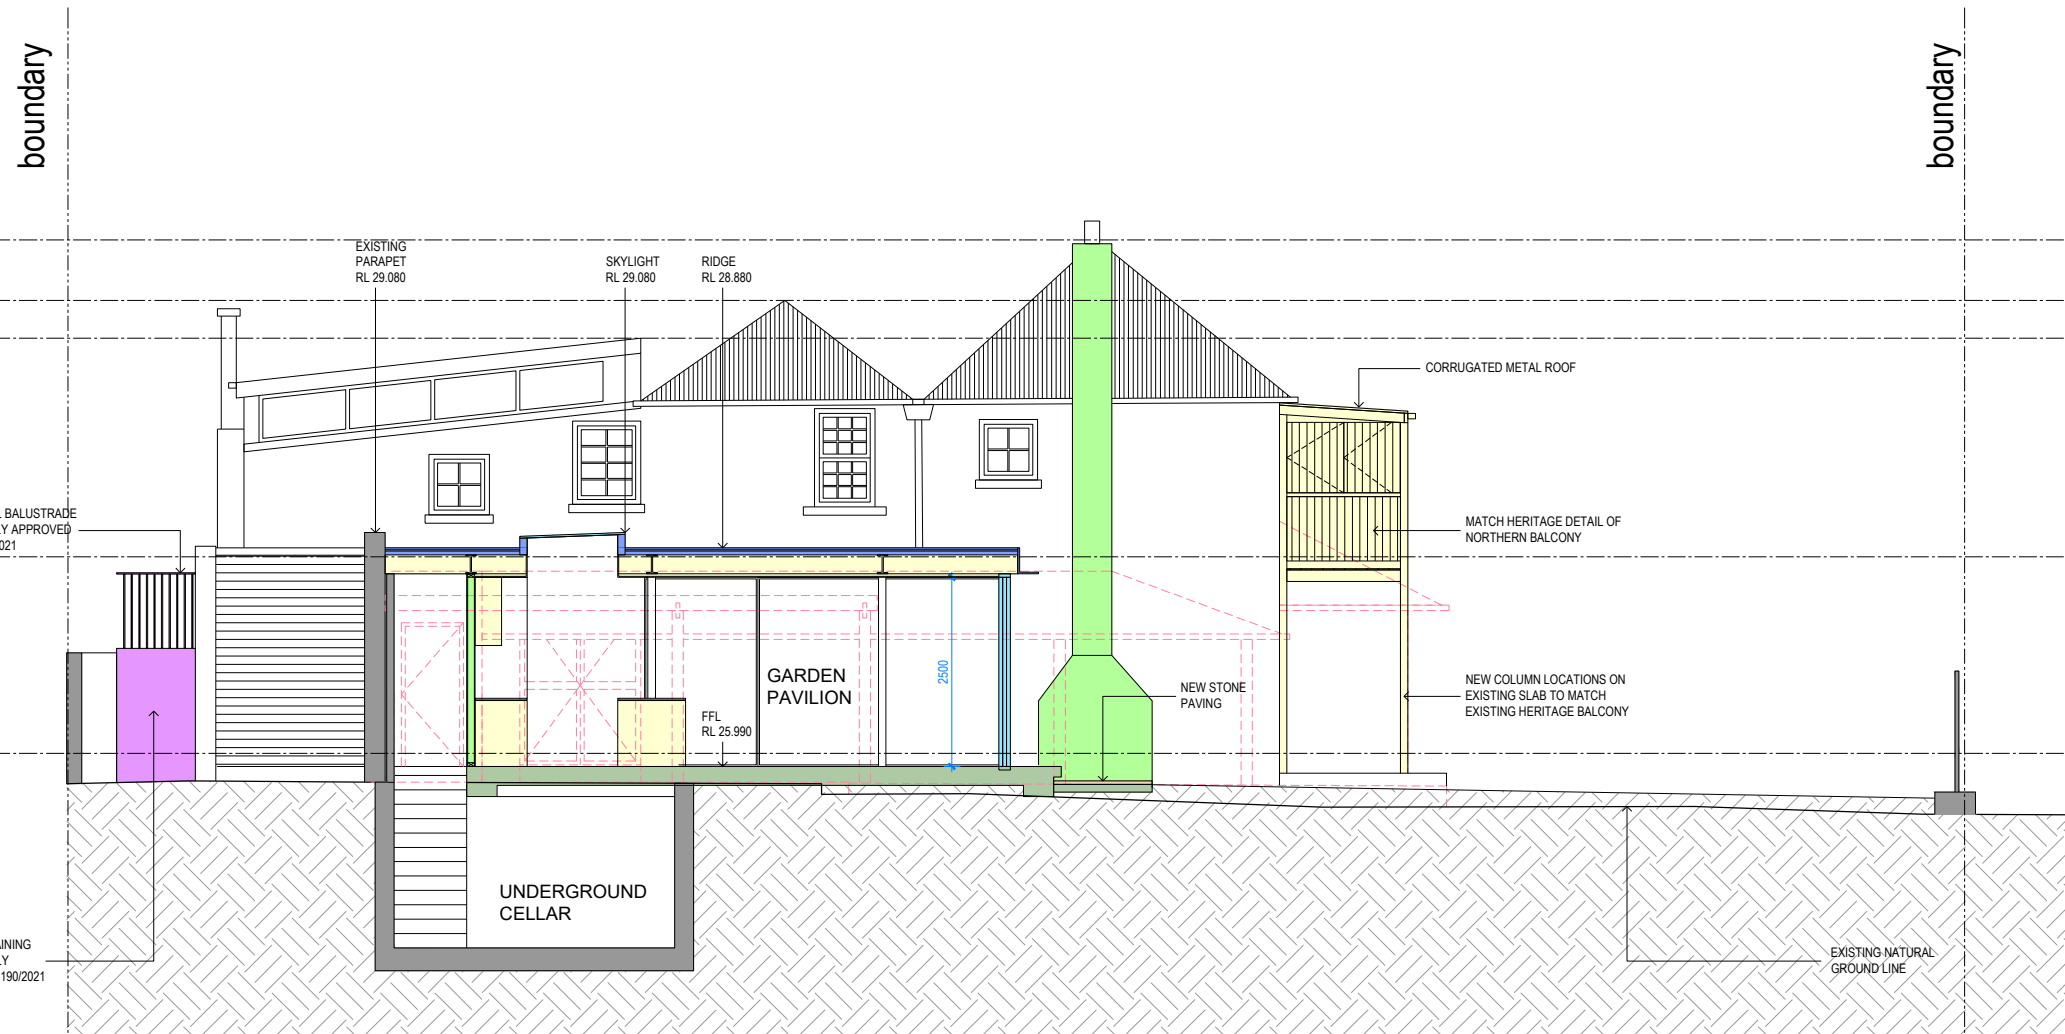 boundary
boundary
EXISTING
PARAPET
RL 29.080
SKYLIGHT
RL 29.080
RIDGE
RL 28.880
CORRUGATED METAL ROOF
BALUSTRADE
APPROVED
MATCH HERITAGE DETAIL OF
NORTHERN BALCONY
GARDEN
PAVILION
2500
FFL
RL 25.990
NEW STONE
PAVING
NEW COLUMN LOCATIONS ON
EXISTING SLAB TO MATCH
EXISTING HERITAGE BALCONY
UNDERGROUND
CELLAR
190/2021
EXISTING NATURAL
GROUND LINE